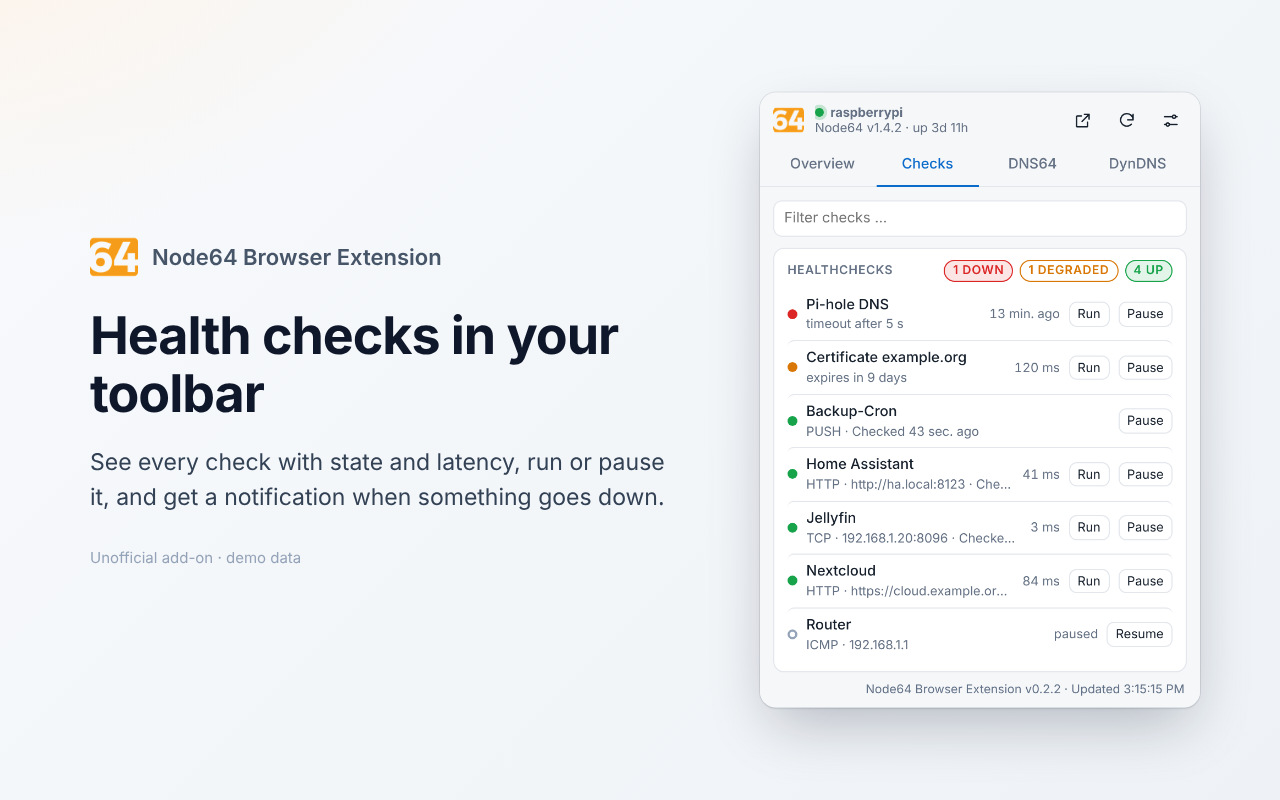 64 Node64 Browser Extension
Health checks in your
toolbar
See every check with state and latency, run or pause
it, and get a notification when something goes down.
Unofficial add-on · demo data
64 raspberrypi
Node64 v1.4.2 · up 3d 11h
Overview Checks DNS64 DynDNS
Filter checks ...
HEALTHCHECKS 1 DOWN 1 DEGRADED 4 UP
Pi-hole DNS
timeout after 5 s
13 min. ago Run Pause
Certificate example.org
expires in 9 days
120 ms Run Pause
Backup-Cron
PUSH · Checked 43 sec. ago
Pause
Home Assistant
HTTP · http://ha.local:8123 · Che...
41 ms Run Pause
Jellyfin
TCP · 192.168.1.20:8096 · Checke...
3 ms Run Pause
Nextcloud
HTTP · https://cloud.example.or...
84 ms Run Pause
Router
ICMP · 192.168.1.1
paused Resume
Node64 Browser Extension v0.2.2 · Updated 3:15:15 PM